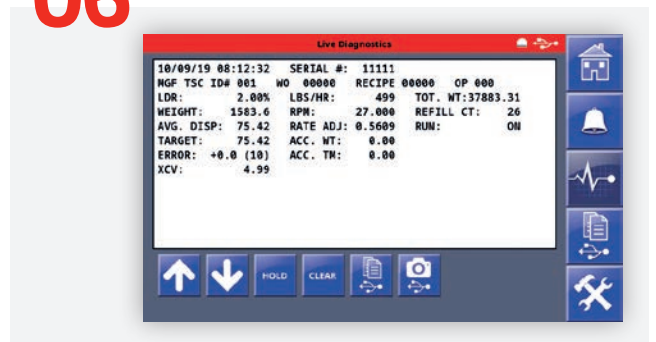 06
Live Diagnostics
10/09/19 08:12:32 SERIAL #: 11111
NGF TSC ID# 001 WO 00000 RECIPE 00000 OP 000
LDR: 2.00% LBS/HR: 499 TOT. WT:37883.31
WEIGHT: 1583.6 RPM: 27.000 REFILL CT: 26
AVG. DISP: 75.42 RATE ADJ: 0.5609 RUN: ON
TARGET: 75.42 ACC. WT: 0.00
ERROR: +0.0 (10) ACC. TM: 0.00
XCV: 4.99
HOLD CLEAR